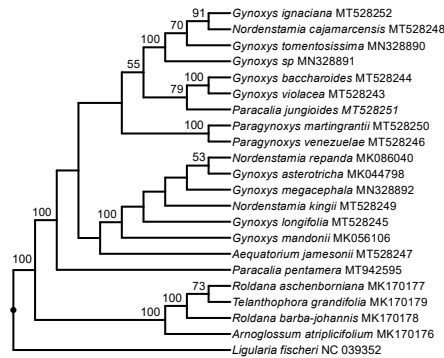 91 Gynoxys ignaciana MT528252
70 Nordenstamia cajamarcensis MT528248
100 Gynoxys tomentosissima MN328890
55 Gynoxys sp MN328891
100 Gynoxys baccharoides MT528244
79 Gynoxys violacea MT528243
Paracalia jungioides MT528251
100 Paragynoxys martingrantii MT528250
Paragynoxys venezuelae MT528246
53 Nordenstamia repanda MK086040
Gynoxys asterotricha MK044798
Gynoxys megacephala MN328892
Nordenstamia kingii MT528249
100 Gynoxys longifolia MT528245
Gynoxys mandonii MK056106
Aequatorium jamesonii MT528247
100 Paracalia pentamera MT942595
73 Roldana aschenborniana MK170177
100 Telanthophora grandifolia MK170179
100 Roldana barba-johannis MK170178
Arnoglossum atriplicifolium MK170176
Ligularia fischeri NC 039352